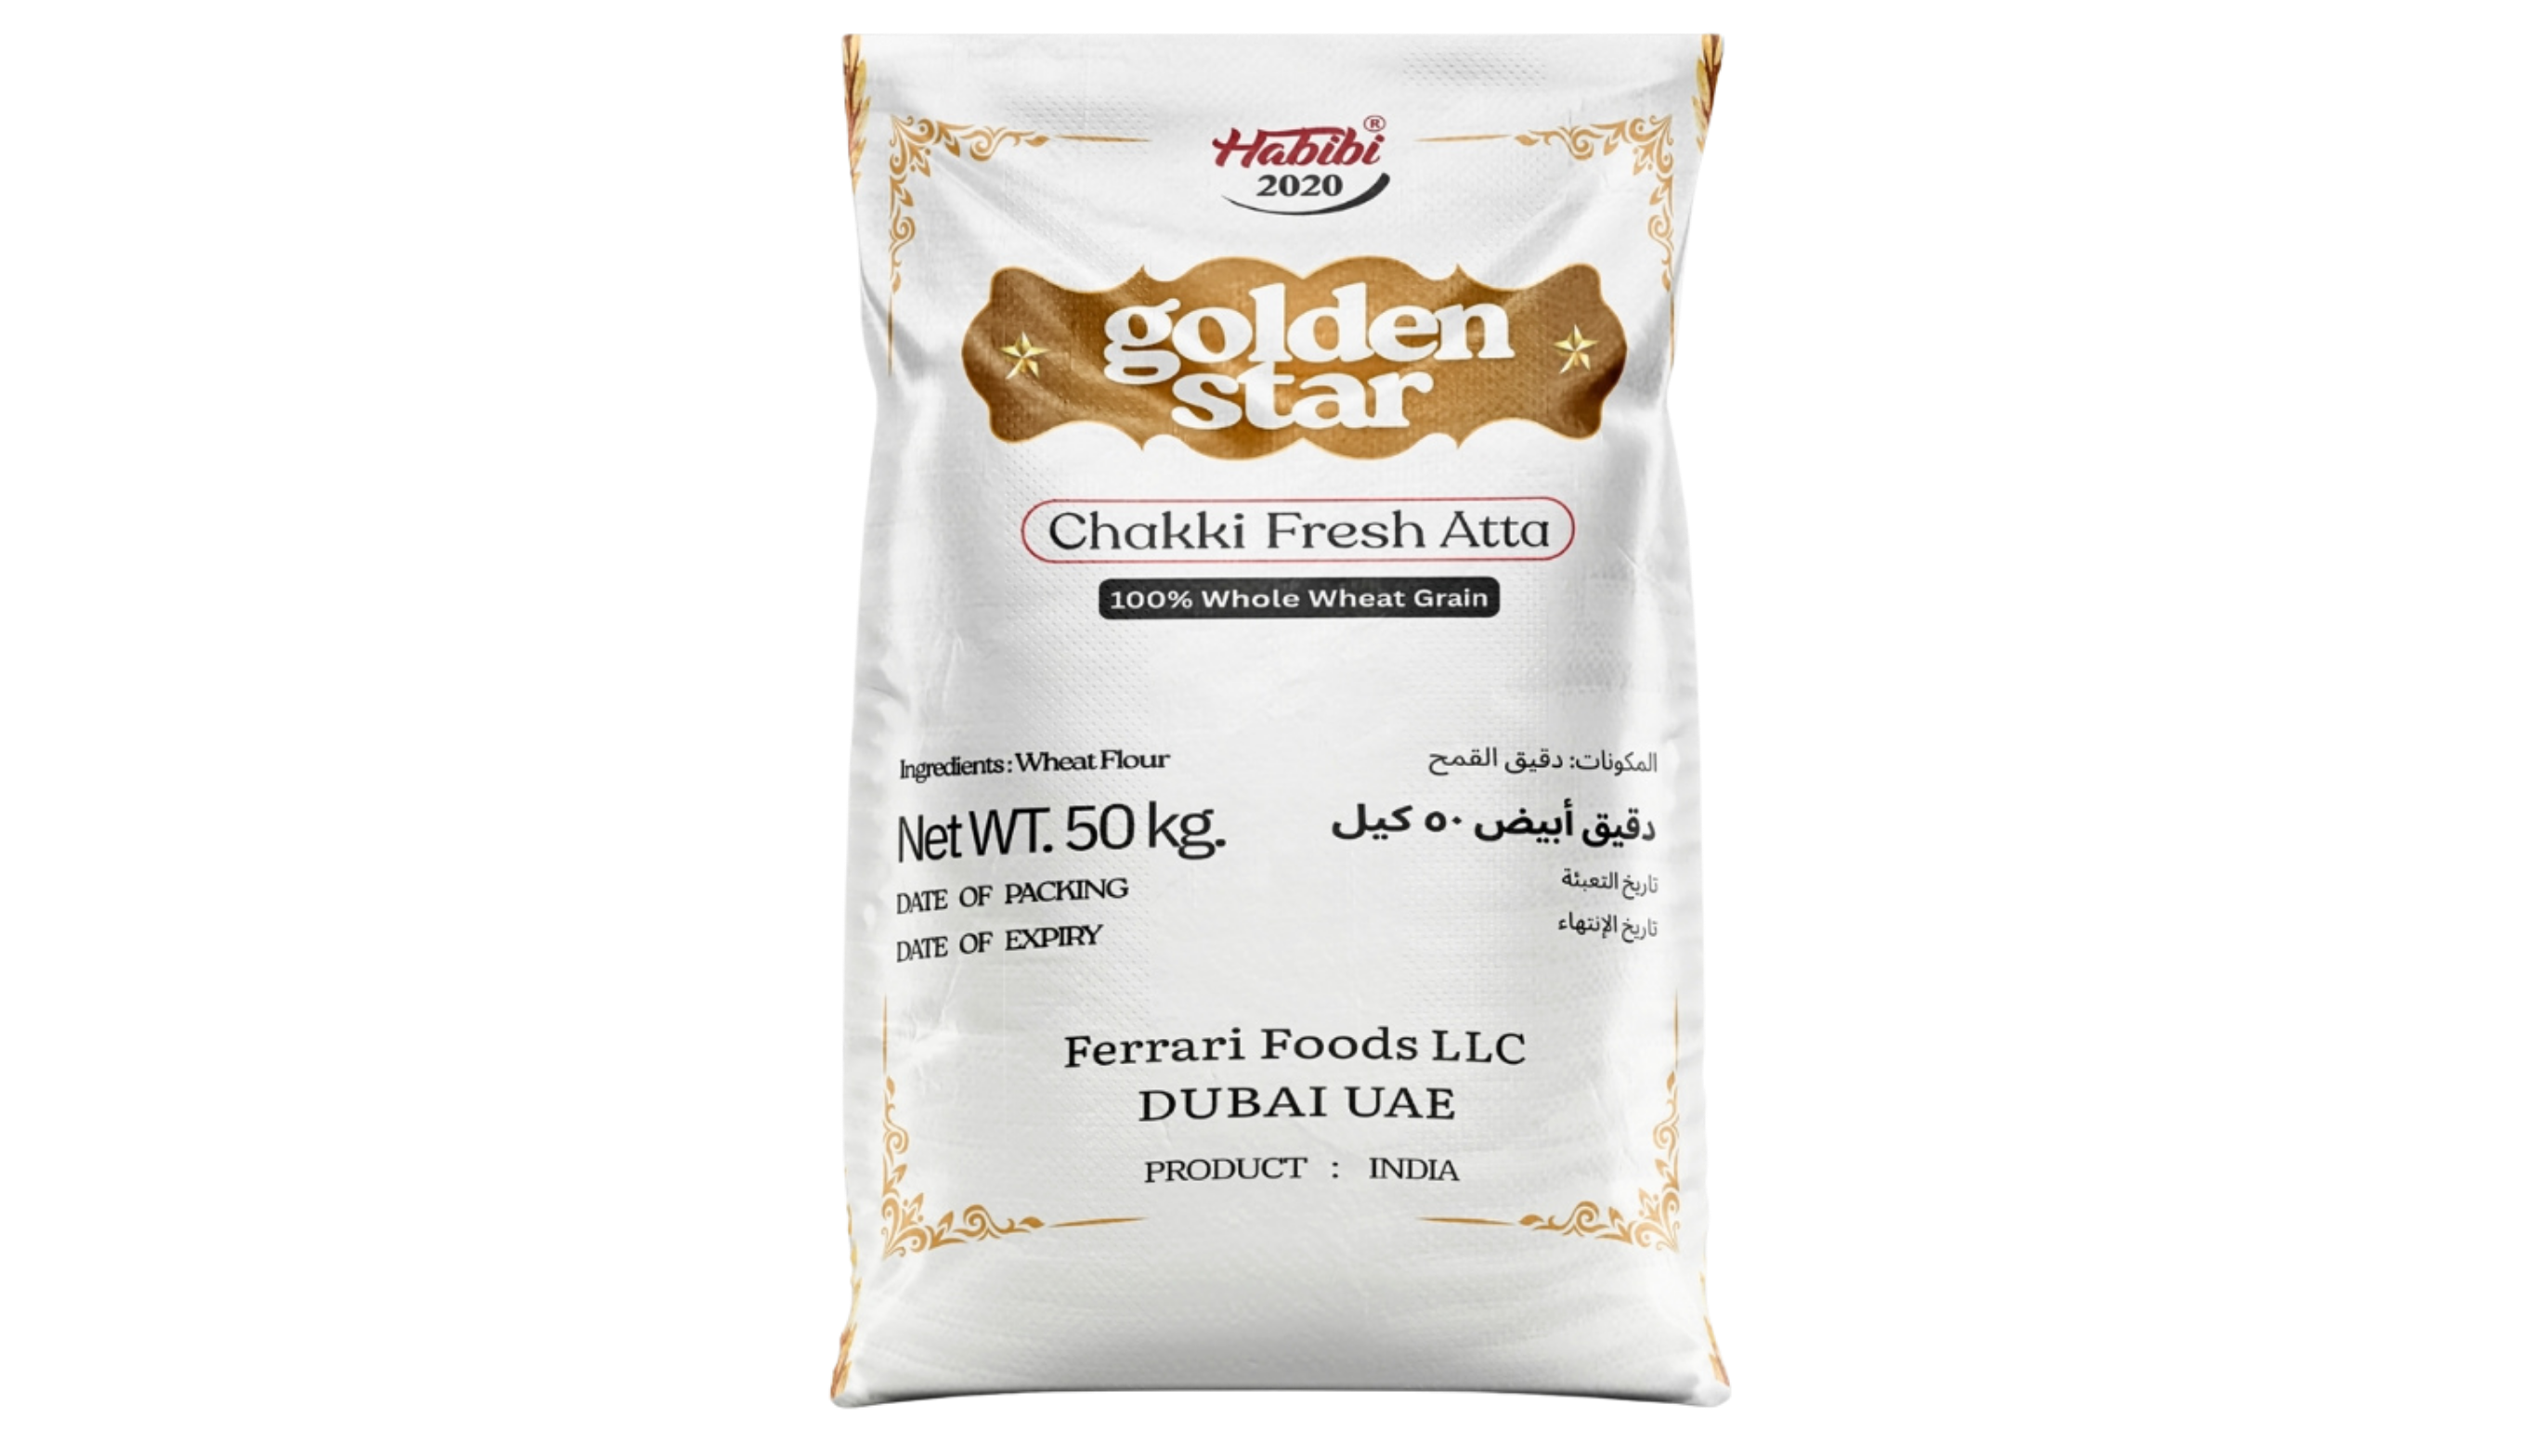 Habibi®
2020
golden
star
Chakki Fresh Atta
100% Whole Wheat Grain
Ingredients : Wheat Flour
المكونات: دقيق القمح
Net WT. 50 kg.
دقيق أبيض ٥٠ كيل
DATE OF PACKING
تاريخ التعبئة
DATE OF EXPIRY
تاريخ الإنتهاء
Ferrari Foods LLC
DUBAI UAE
PRODUCT : INDIA